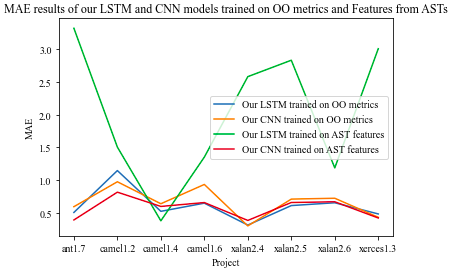 MAE results of our LSTM and CNN models trained on OO metrics and Features from ASTs
3.0
2.5
2.0
1.5
1.0
0.5
MAE
Our LSTM trained on OO metrics
Our CNN trained on OO metrics
Our LSTM trained on AST features
Our CNN trained on AST features
ant1.7 camel1.2 camel1.4 camel1.6 xalan2.4 xalan2.5 xalan2.6 xerces1.3
Project